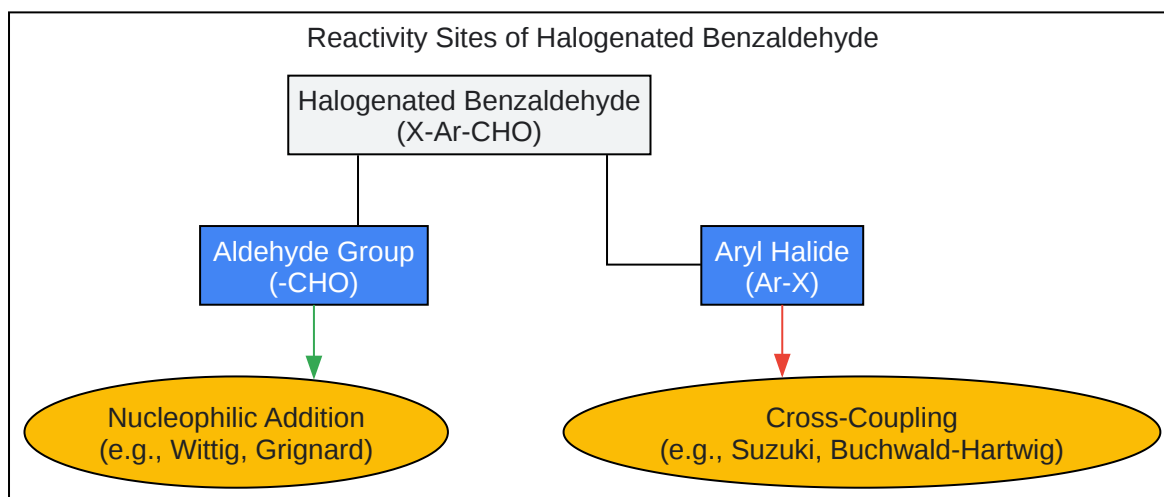 Reactivity Sites of Halogenated Benzaldehyde
Halogenated Benzaldehyde
(X-Ar-CHO)
Aldehyde Group
(-CHO)
Aryl Halide
(Ar-X)
Nucleophilic Addition
(e.g., Wittig, Grignard)
Cross-Coupling
(e.g., Suzuki, Buchwald-Hartwig)